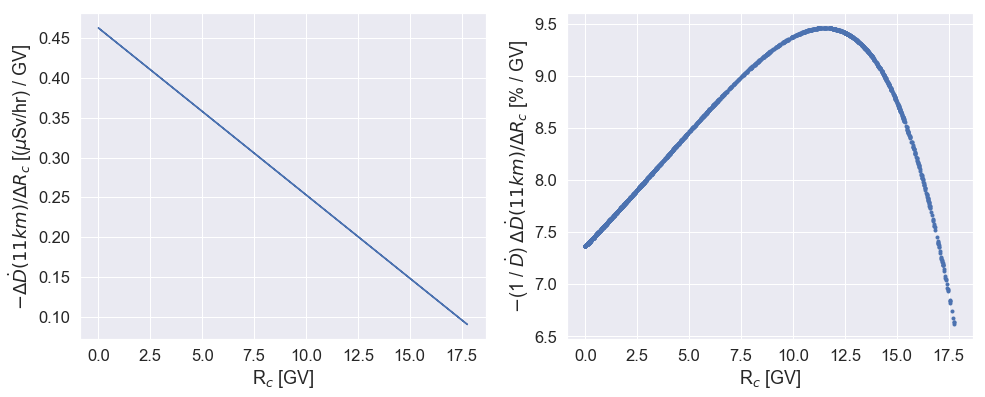 −ΔḊ(11km)/ΔR_c [(μSv/hr) / GV]
0.45
0.40
0.35
0.30
0.25
0.20
0.15
0.10
0.0 2.5 5.0 7.5 10.0 12.5 15.0 17.5
R_c [GV]
−(1 / Ḋ) ΔḊ(11km)/ΔR_c [% / GV]
9.5
9.0
8.5
8.0
7.5
7.0
6.5
0.0 2.5 5.0 7.5 10.0 12.5 15.0 17.5
R_c [GV]